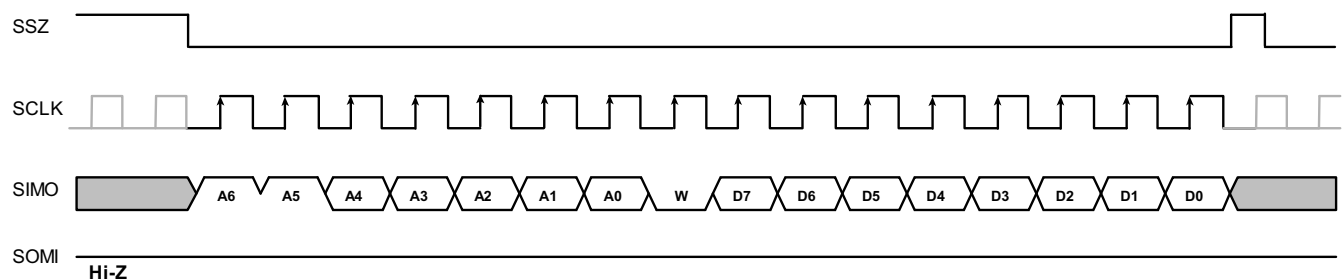 SSZ
SCLK
SIMO A6 A5 A4 A3 A2 A1 A0 W D7 D6 D5 D4 D3 D2 D1 D0
SOMI
Hi-Z